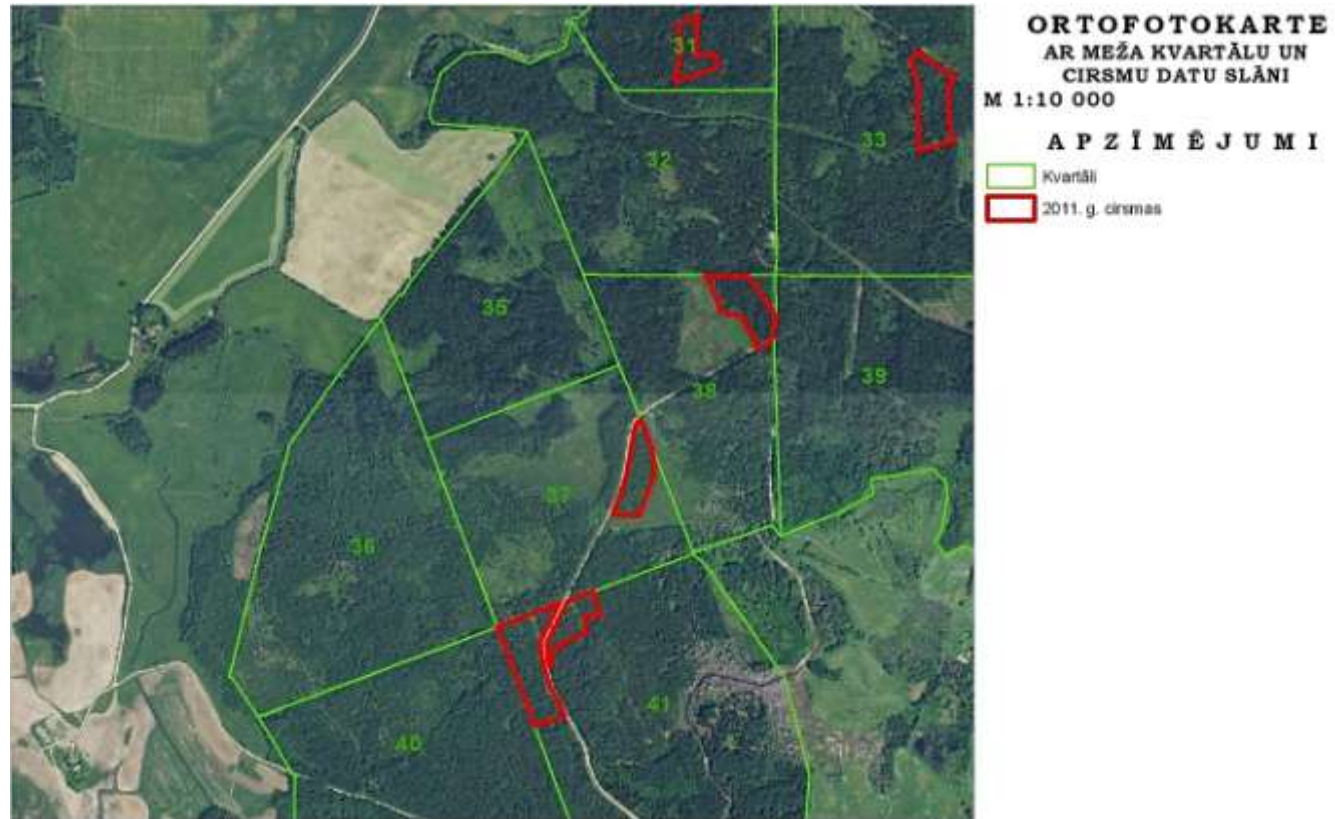 ORTOFOTOKARTE
AR MEŽA KVARTĀLU UN
CIRSMU DATU SLĀNI
M 1:10 000
APZĪMĒJUMI
Kvartāli
2011. g. cirsmas
31
33
32
35
39
38
37
36
41
40